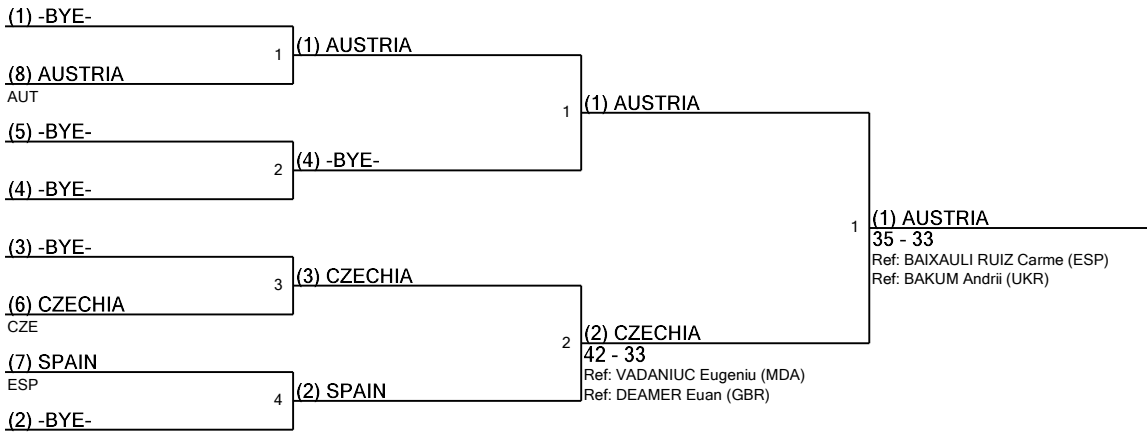 (1) -BYE-
1
(8) AUSTRIA
AUT
(5) -BYE-
2
(4) -BYE-
(3) -BYE-
3
(6) CZECHIA
CZE
(7) SPAIN
ESP
4
(2) -BYE-
(1) AUSTRIA
1
(4) -BYE-
(3) CZECHIA
2
(2) SPAIN
(1) AUSTRIA
1
(2) CZECHIA
42 - 33
Ref: VADANIUC Eugeniu (MDA)
Ref: DEAMER Euan (GBR)
(1) AUSTRIA
35 - 33
Ref: BAIXAULI RUIZ Carme (ESP)
Ref: BAKUM Andrii (UKR)